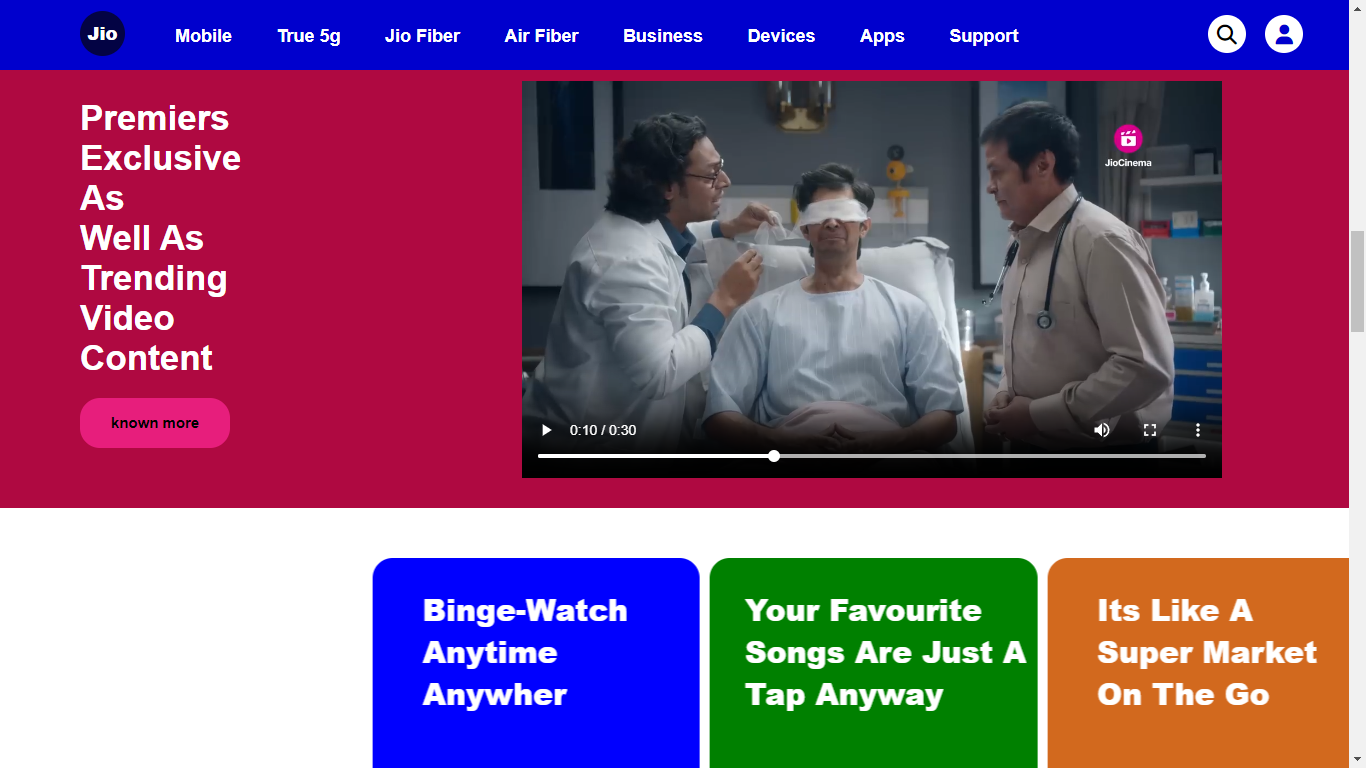 Jio
Mobile
True 5g
Jio Fiber
Air Fiber
Business
Devices
Apps
Support
Premiers
Exclusive
As
Well As
Trending
Video
Content
known more
JioCinema
0:10 / 0:30
Binge-Watch
Anytime
Anywher
Your Favourite
Songs Are Just A
Tap Anyway
Its Like A
Super Market
On The Go